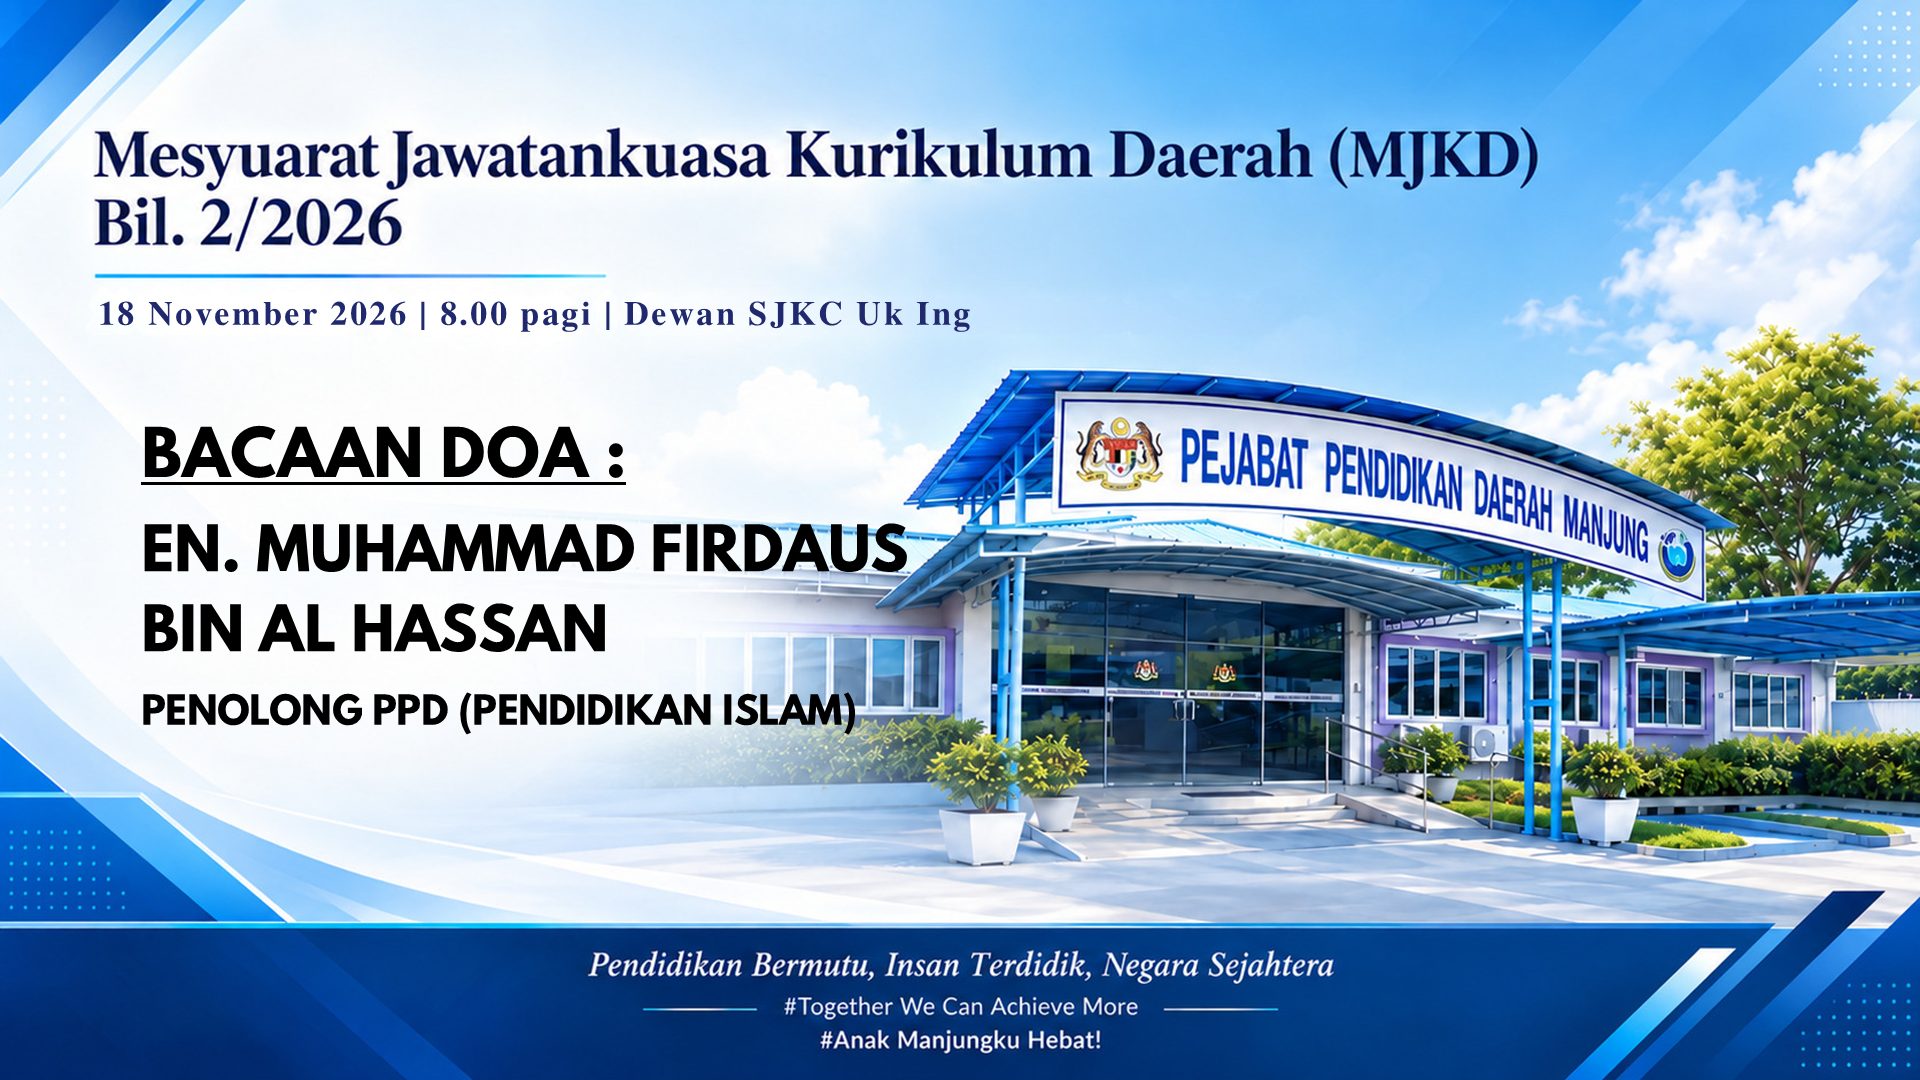 Mesyuarat Jawatankuasa Kurikulum Daerah (MJKD)
Bil. 2/2026
18 November 2026 | 8.00 pagi | Dewan SJKC Uk Ing
BACAAN DOA :
EN. MUHAMMAD FIRDAUS
BIN AL HASSAN
PENOLONG PPD (PENDIDIKAN ISLAM)
PEJABAT PENDIDIKAN DAERAH MANJUNG
Pendidikan Bermutu, Insan Terdidik, Negara Sejahtera
#Together We Can Achieve More
#Anak Manjungku Hebat!